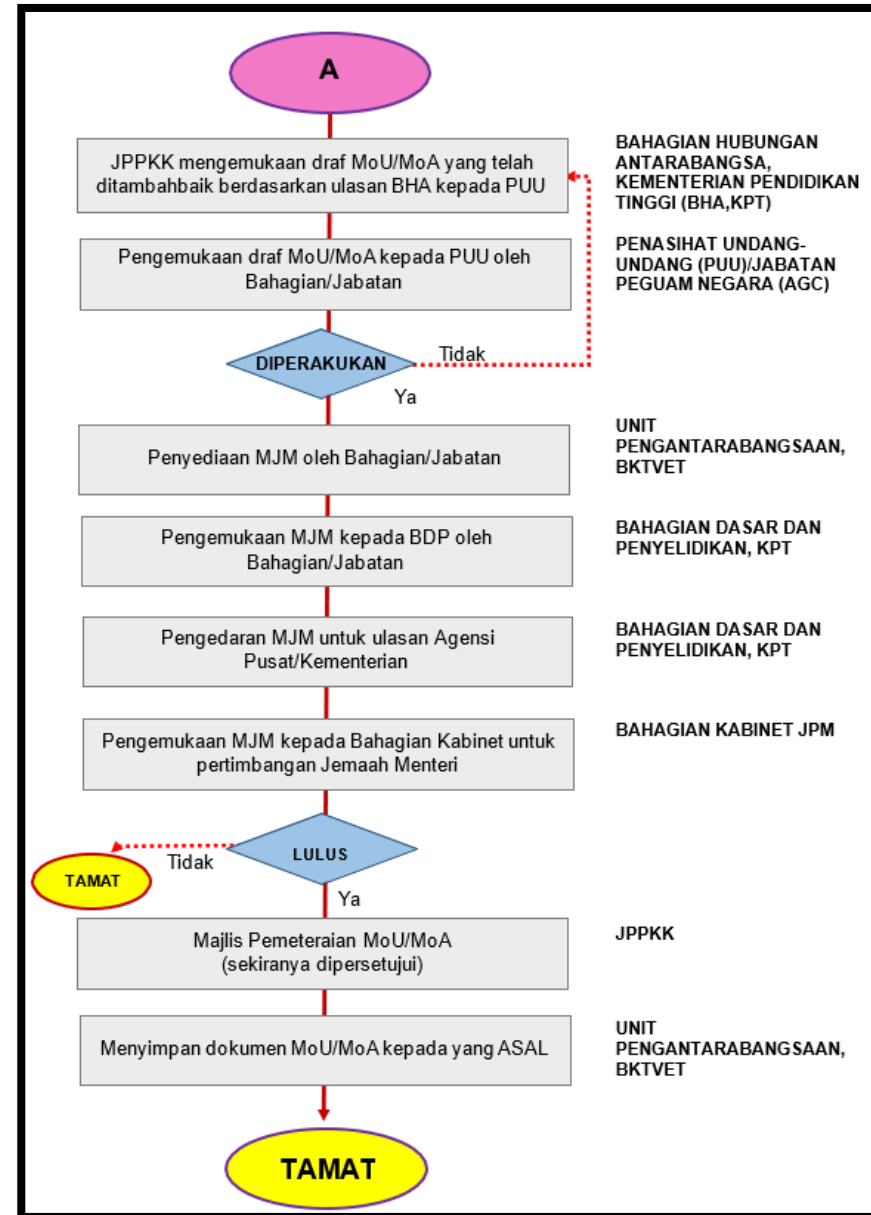 A
JPPKK mengemukaan draf MoU/MoA yang telah
ditambahbaik berdasarkan ulasan BHA kepada PUU
BAHAGIAN HUBUNGAN
ANTARABANGSA,
KEMENTERIAN PENDIDIKAN
TINGGI (BHA,KPT)
Pengemukaan draf MoU/MoA kepada PUU oleh
Bahagian/Jabatan
PENASIHAT UNDANG-
UNDANG (PUU)/JABATAN
PEGUAM NEGARA (AGC)
DIPERAKUKAN
Tidak
Ya
Penyediaan MJM oleh Bahagian/Jabatan
UNIT
PENGANTARABANGSAAN,
BKTVET
Pengemukaan MJM kepada BDP oleh
Bahagian/Jabatan
BAHAGIAN DASAR DAN
PENYELIDIKAN, KPT
Pengedaran MJM untuk ulasan Agensi
Pusat/Kementerian
BAHAGIAN DASAR DAN
PENYELIDIKAN, KPT
Pengemukaan MJM kepada Bahagian Kabinet untuk
pertimbangan Jemaah Menteri
BAHAGIAN KABINET JPM
LULUS
Tidak
TAMAT
Ya
Majlis Pemeteraian MoU/MoA
(sekiranya dipersetujui)
JPPKK
Menyimpan dokumen MoU/MoA kepada yang ASAL
UNIT
PENGANTARABANGSAAN,
BKTVET
TAMAT